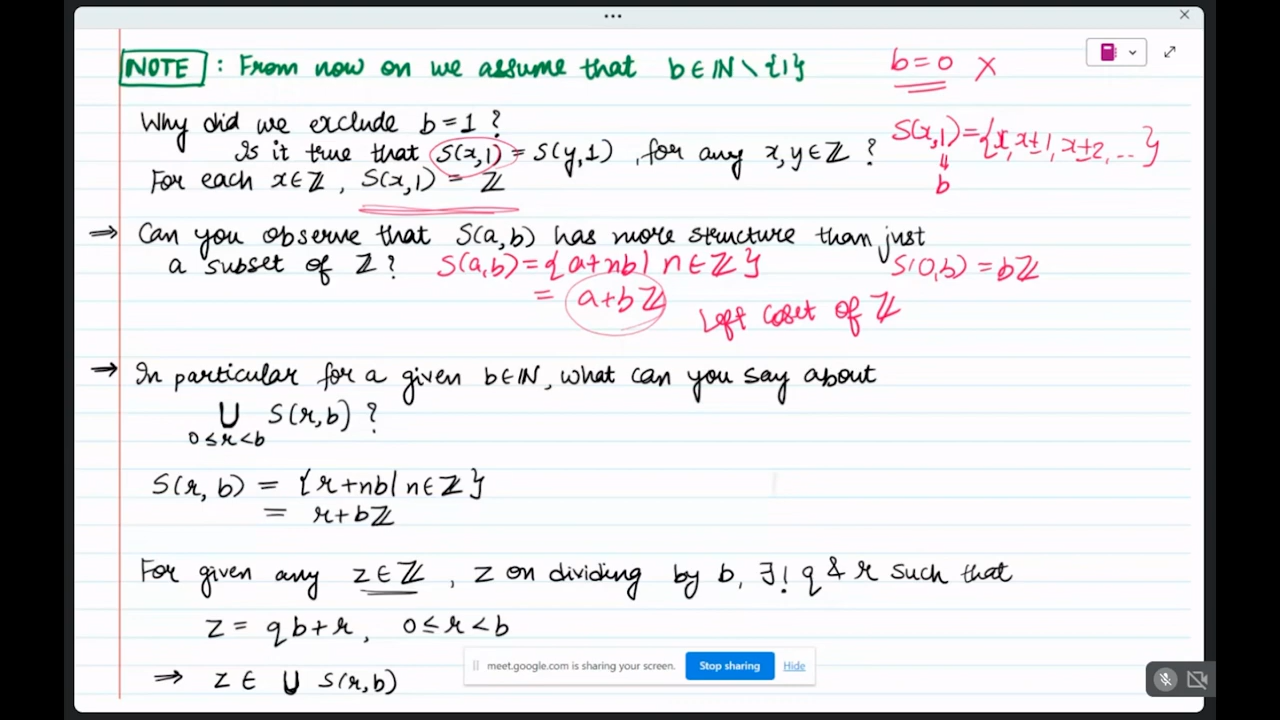 NOTE : From now on we assume that b ∈ ℕ \ {1}
b = 0 ×
Why did we exclude b = 1 ?
Is it true that S(x,1) = S(y,1) , for any x, y ∈ ℤ ?
S(x,1) = {x, x±1, x±2, ... }
b
For each x ∈ ℤ , S(x,1) = ℤ
⇒ Can you observe that S(a,b) has more structure than just
a subset of ℤ ? S(a,b) = { a+nb | n ∈ ℤ } S(0,b) = bℤ
= a+bℤ Left coset of ℤ
⇒ In particular for a given b ∈ ℕ, what can you say about
∪ S(r,b) ?
0 ≤ r < b
S(r, b) = {r+nb | n ∈ ℤ }
= r+bℤ
For given any z ∈ ℤ , z on dividing by b, ∃! q & r such that
z = qb+r , 0 ≤ r < b
meet.google.com is sharing your screen. Stop sharing Hide
⇒ z ∈ ∪ S(r,b)